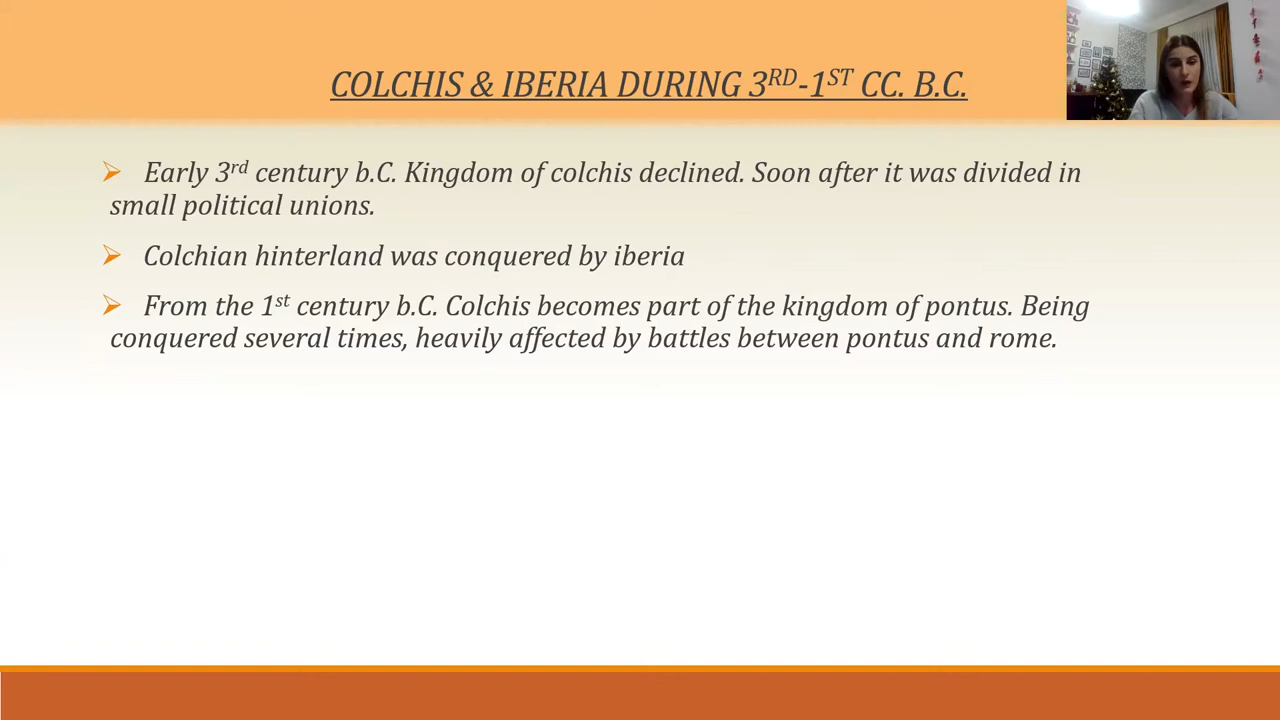 COLCHIS & IBERIA DURING 3RD-1ST CC. B.C.
Early 3rd century b.C. Kingdom of colchis declined. Soon after it was divided in
small political unions.
Colchian hinterland was conquered by iberia
From the 1st century b.C. Colchis becomes part of the kingdom of pontus. Being
conquered several times, heavily affected by battles between pontus and rome.